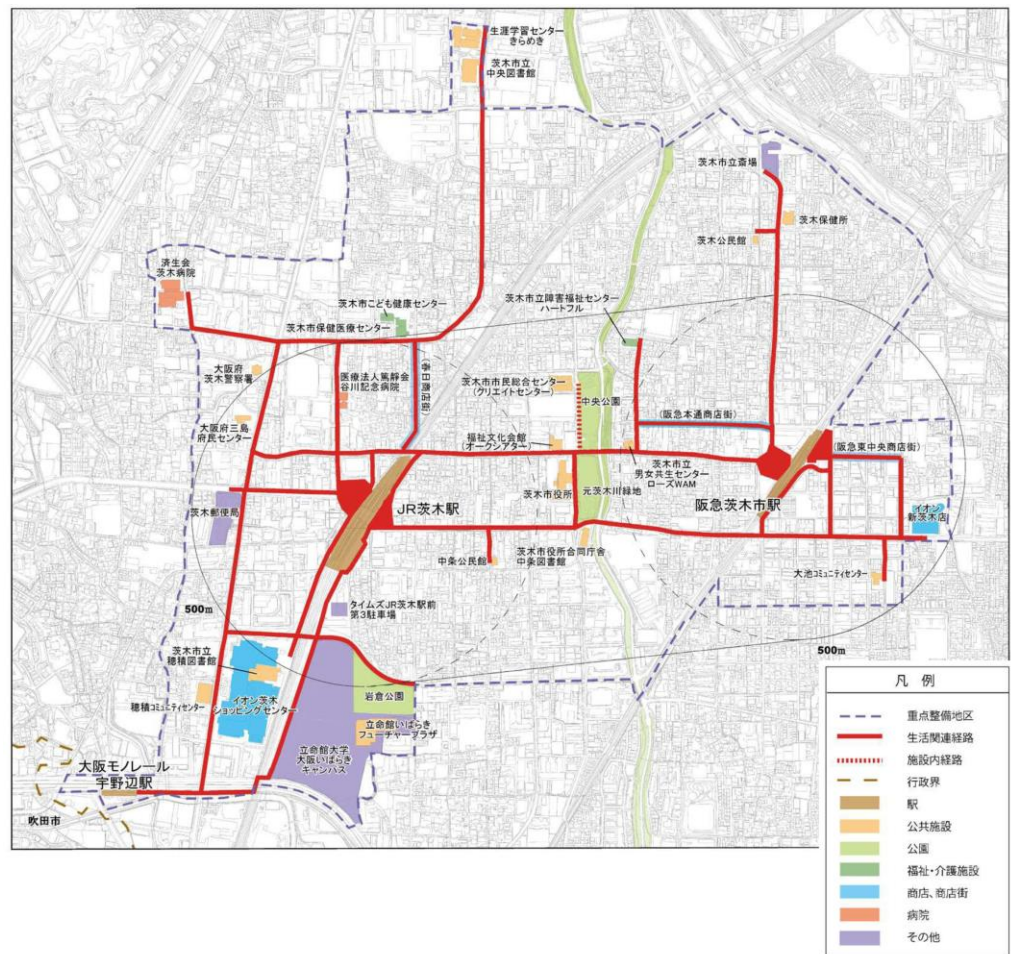 生涯学習センター
きらめき
茨木市立
中央図書館
茨木市立斎場
茨木保健所
茨木公民館
済生会
茨木病院
茨木市こども健康センター
茨木市立障害福祉センター
ハートフル
茨木市保健医療センター
大阪府
茨木警察署
医療法人篤靜会
谷川記念病院
(春日商店街)
茨木市市民総合センター
(クリエイトセンター)
中央公園
(阪急本通商店街)
大阪府三島
府民センター
福祉文化会館
(オークシアター)
(阪急東中央商店街)
茨木市立
男女共生センター
ローズWAM
茨木市役所
元茨木川緑地
茨木郵便局
JR茨木駅
阪急茨木市駅
イオン
新茨木店
中条公民館
茨木市役所合同庁舎
中条図書館
大池コミュニティセンター
500m
タイムズJR茨木駅前
第3駐車場
500m
茨木市立
穂積図書館
穂積コミュニティセンター
イオン茨木
ショッピングセンター
岩倉公園
立命館いばらき
フューチャープラザ
立命館大学
大阪いばらき
キャンパス
大阪モノレール
宇野辺駅
吹田市
凡 例
重点整備地区
生活関連経路
施設内経路
行政界
駅
公共施設
公園
福祉・介護施設
商店、商店街
病院
その他